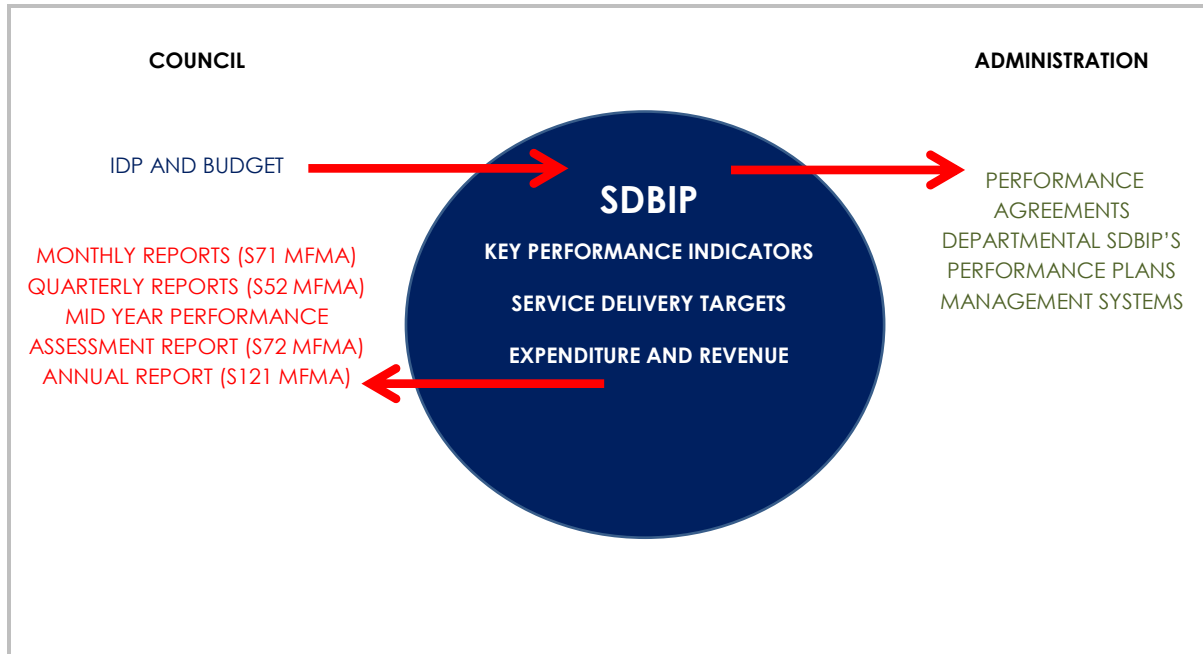 COUNCIL
ADMINISTRATION
IDP AND BUDGET
MONTHLY REPORTS (S71 MFMA)
QUARTERLY REPORTS (S52 MFMA)
MID YEAR PERFORMANCE
ASSESSMENT REPORT (S72 MFMA)
ANNUAL REPORT (S121 MFMA)
SDBIP
KEY PERFORMANCE INDICATORS
SERVICE DELIVERY TARGETS
EXPENDITURE AND REVENUE
PERFORMANCE
AGREEMENTS
DEPARTMENTAL SDBIP’S
PERFORMANCE PLANS
MANAGEMENT SYSTEMS